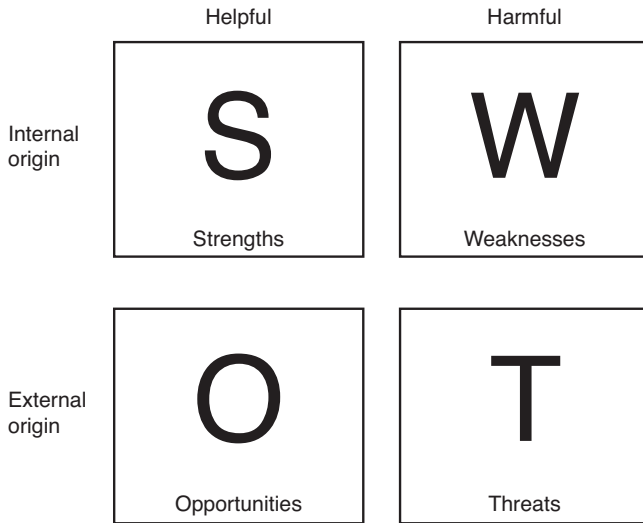 Helpful
Harmful
Internal
origin
S
Strengths
W
Weaknesses
External
origin
O
Opportunities
T
Threats